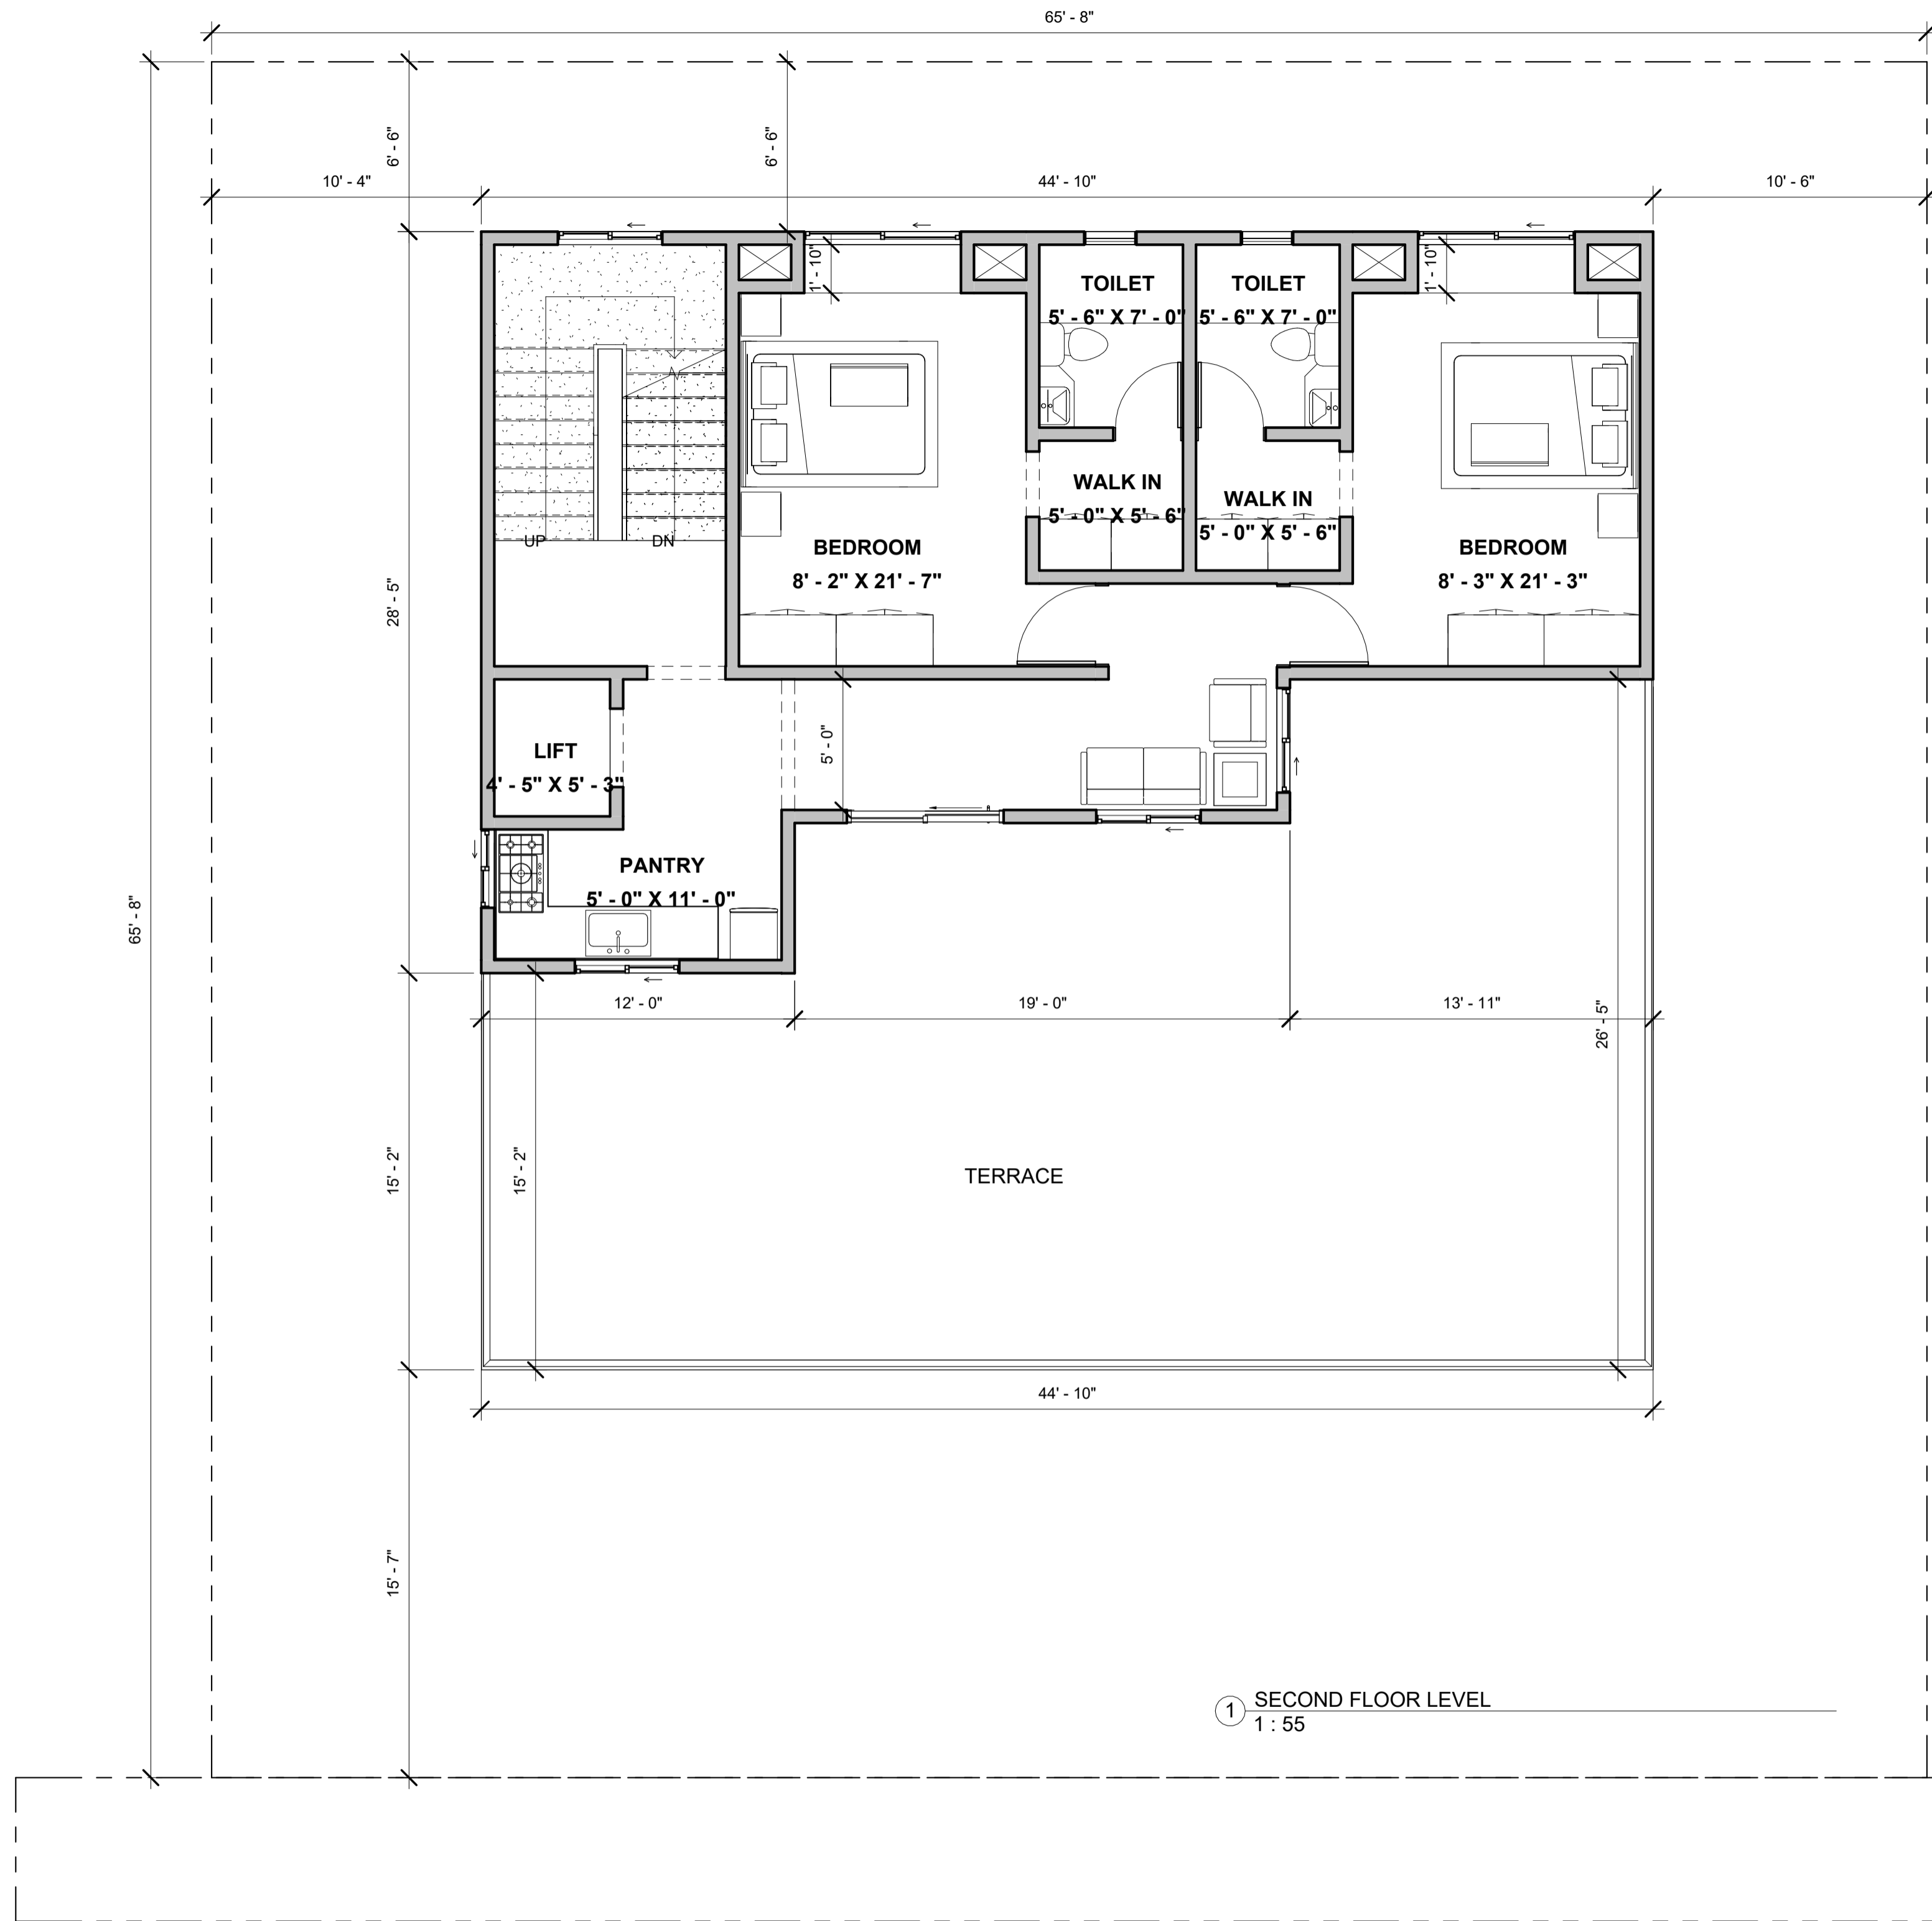 65' - 8"
6' - 6"
6' - 6"
10' - 4"
44' - 10"
10' - 6"
1' - 10"
1' - 10"
TOILET
5' - 6" X 7' - 0"
TOILET
5' - 6" X 7' - 0"
WALK IN
5' - 0" X 5' - 6"
WALK IN
5' - 0" X 5' - 6"
UP
DN
BEDROOM
8' - 2" X 21' - 7"
BEDROOM
8' - 3" X 21' - 3"
28' - 5"
5' - 0"
LIFT
4' - 5" X 5' - 3"
PANTRY
5' - 0" X 11' - 0"
65' - 8"
12' - 0"
19' - 0"
13' - 11"
26' - 5"
15' - 2"
15' - 2"
TERRACE
44' - 10"
15' - 7"
1
SECOND FLOOR LEVEL
1 : 55